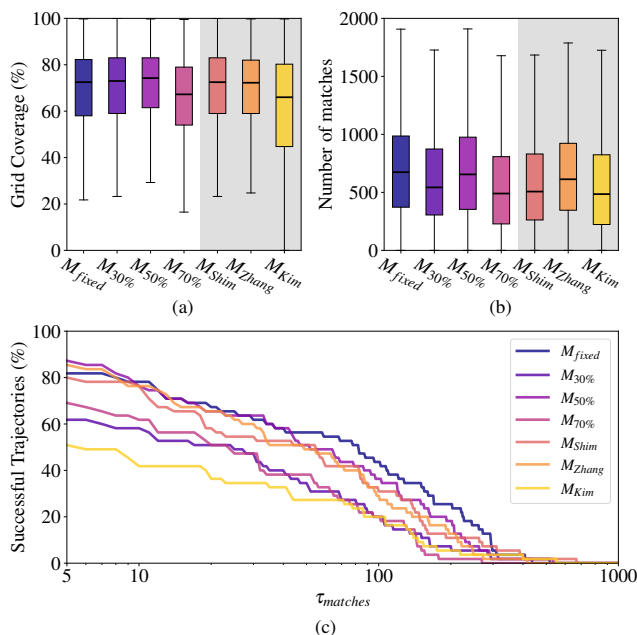 100
80
60
40
20
0
Grid Coverage (%)
M_fixed
M_30%
M_50%
M_70%
M_Shim
M_Zhang
M_Kim
(a)
2000
1500
1000
500
0
Number of matches
M_fixed
M_30%
M_50%
M_70%
M_Shim
M_Zhang
M_Kim
(b)
100
80
60
40
20
0
Successful Trajectories (%)
M_fixed
M_30%
M_50%
M_70%
M_Shim
M_Zhang
M_Kim
5 10 100 1000
τ_matches
(c)